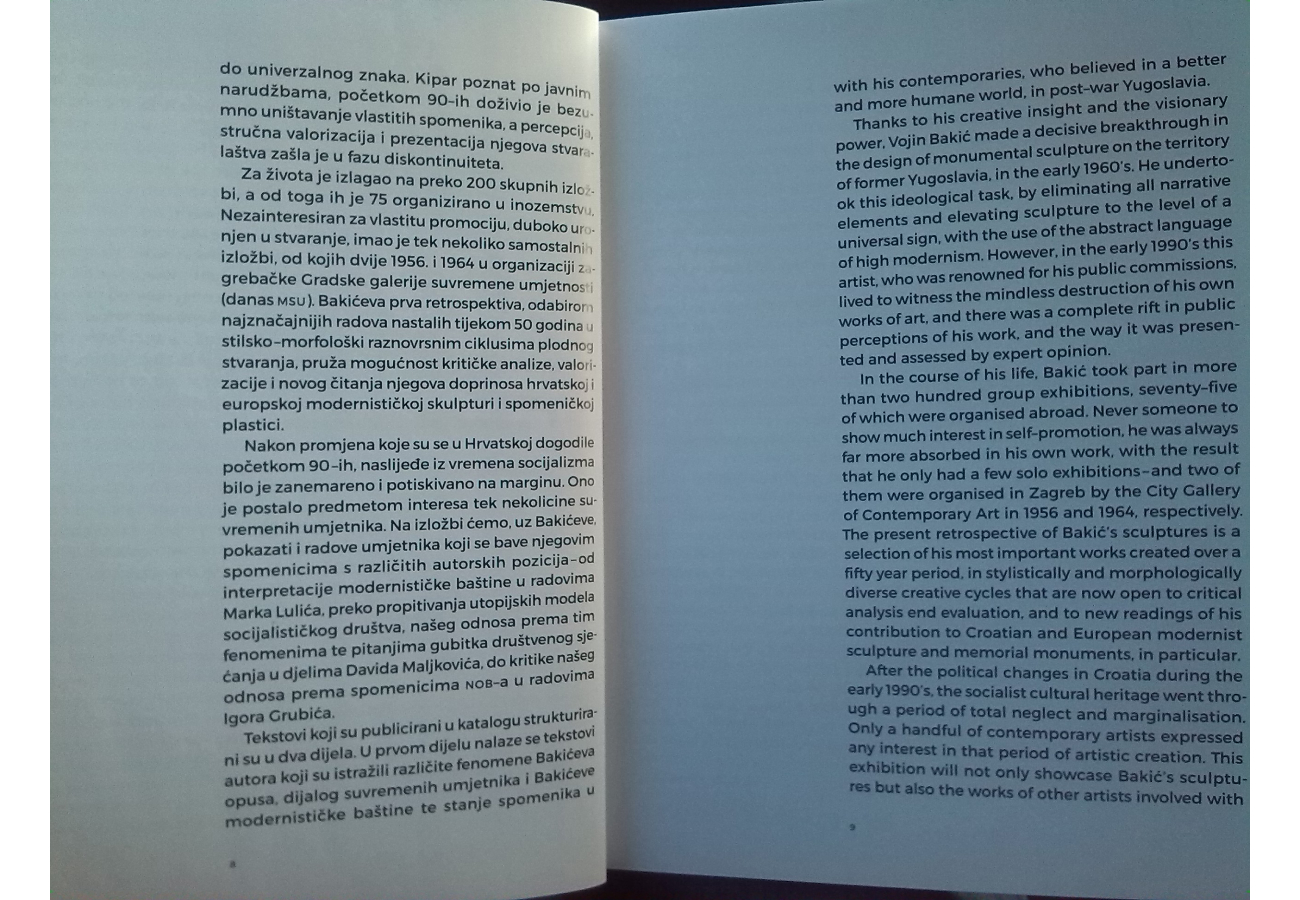 do univerzalnog znaka. Kipar poznat po javnim
narudžbama, početkom 90-ih doživio je bezu-
mno uništavanje vlastitih spomenika, a percepcija,
stručna valorizacija i prezentacija njegova stvara-
laštva zašla je u fazu diskontinuiteta.
Za života je izlagao na preko 200 skupnih izlož-
bi, a od toga ih je 75 organizirano u inozemstvu.
Nezainteresiran za vlastitu promociju, duboko uro-
njen u stvaranje, imao je tek nekoliko samostalnih
izložbi, od kojih dvije 1956. i 1964 u organizaciji za-
grebačke Gradske galerije suvremene umjetnosti
(danas MSU). Bakićeva prva retrospektiva, odabirom
najznačajnijih radova nastalih tijekom 50 godina u
stilsko-morfološki raznovrsnim ciklusima plodnog
stvaranja, pruža mogućnost kritičke analize, valori-
zacije i novog čitanja njegova doprinosa hrvatskoj i
europskoj modernističkoj skulpturi i spomeničkoj
plastici.
Nakon promjena koje su se u Hrvatskoj dogodile
početkom 90-ih, naslijeđe iz vremena socijalizma
bilo je zanemareno i potiskivano na marginu. Ono
je postalo predmetom interesa tek nekolicine su-
vremenih umjetnika. Na izložbi ćemo, uz Bakićeve,
pokazati i radove umjetnika koji se bave njegovim
spomenicima s različitih autorskih pozicija-od
interpretacije modernističke baštine u radovima
Marka Lulića, preko propitivanja utopijskih modela
socijalističkog društva, našeg odnosa prema tim
fenomenima te pitanjima gubitka društvenog sje-
ćanja u djelima Davida Maljkovića, do kritike našeg
odnosa prema spomenicima NOB-a u radovima
Igora Grubića.
Tekstovi koji su publicirani u katalogu strukturira-
ni su u dva dijela. U prvom dijelu nalaze se tekstovi
autora koji su istražili različite fenomene Bakićeva
opusa, dijalog suvremenih umjetnika i Bakićeve
modernističke baštine te stanje spomenika u
8
with his contemporaries, who believed in a better
and more humane world, in post-war Yugoslavia.
Thanks to his creative insight and the visionary
power, Vojin Bakić made a decisive breakthrough in
the design of monumental sculpture on the territory
of former Yugoslavia, in the early 1960's. He underto-
ok this ideological task, by eliminating all narrative
elements and elevating sculpture to the level of a
universal sign, with the use of the abstract language
of high modernism. However, in the early 1990's this
artist, who was renowned for his public commissions,
lived to witness the mindless destruction of his own
works of art, and there was a complete rift in public
perceptions of his work, and the way it was presen-
ted and assessed by expert opinion.
In the course of his life, Bakić took part in more
than two hundred group exhibitions, seventy-five
of which were organised abroad. Never someone to
show much interest in self-promotion, he was always
far more absorbed in his own work, with the result
that he only had a few solo exhibitions-and two of
them were organised in Zagreb by the City Gallery
of Contemporary Art in 1956 and 1964, respectively.
The present retrospective of Bakić's sculptures is a
selection of his most important works created over a
fifty year period, in stylistically and morphologically
diverse creative cycles that are now open to critical
analysis end evaluation, and to new readings of his
contribution to Croatian and European modernist
sculpture and memorial monuments, in particular.
After the political changes in Croatia during the
early 1990's, the socialist cultural heritage went thro-
ugh a period of total neglect and marginalisation.
Only a handful of contemporary artists expressed
any interest in that period of artistic creation. This
exhibition will not only showcase Bakić's sculptu-
res but also the works of other artists involved with
9